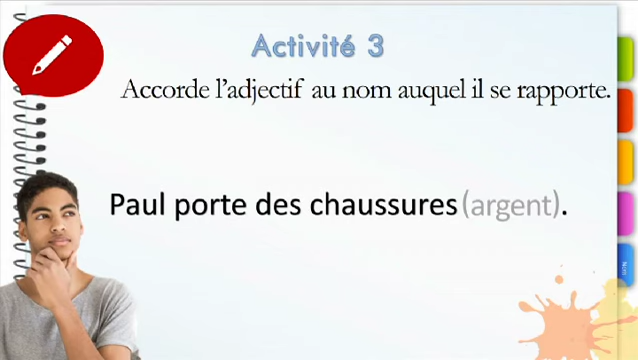 Activité 3
Accorde l’adjectif au nom auquel il se rapporte.
Paul porte des chaussures (argent).